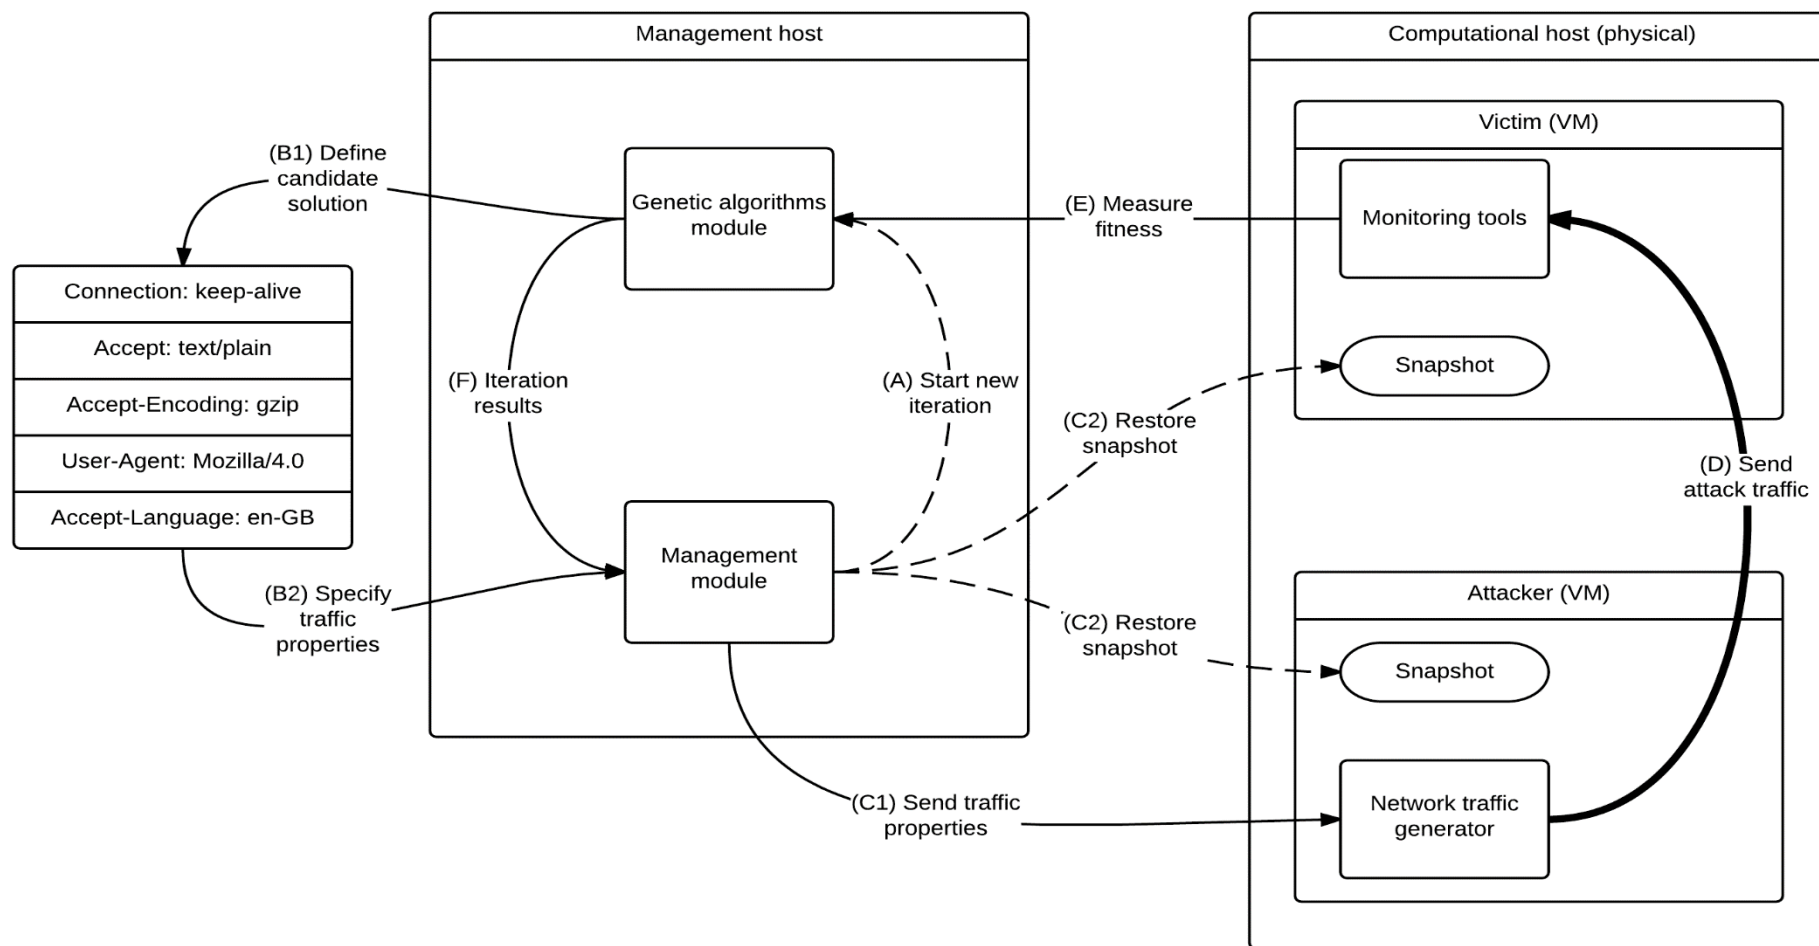 Management host
Computational host (physical)
Victim (VM)
(B1) Define
candidate
solution
Genetic algorithms
module
(E) Measure
fitness
Monitoring tools
Connection: keep-alive
Accept: text/plain
Accept-Encoding: gzip
User-Agent: Mozilla/4.0
Accept-Language: en-GB
(F) Iteration
results
(A) Start new
iteration
Snapshot
(C2) Restore
snapshot
(D) Send
attack traffic
(B2) Specify
traffic
properties
Management
module
(C2) Restore
snapshot
Attacker (VM)
Snapshot
(C1) Send traffic
properties
Network traffic
generator